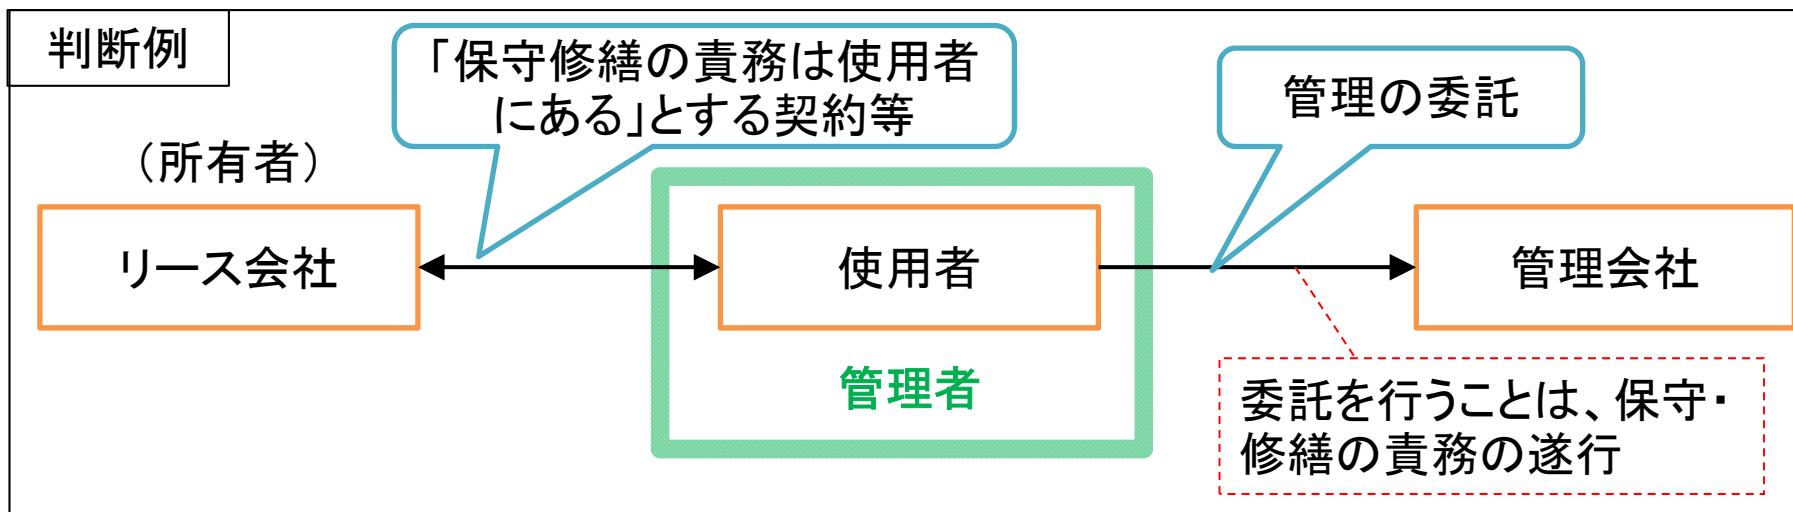 判断例
「保守修繕の責務は使用者
にある」とする契約等
管理の委託
（所有者）
リース会社
使用者
管理会社
管理者
委託を行うことは、保守・
修繕の責務の遂行